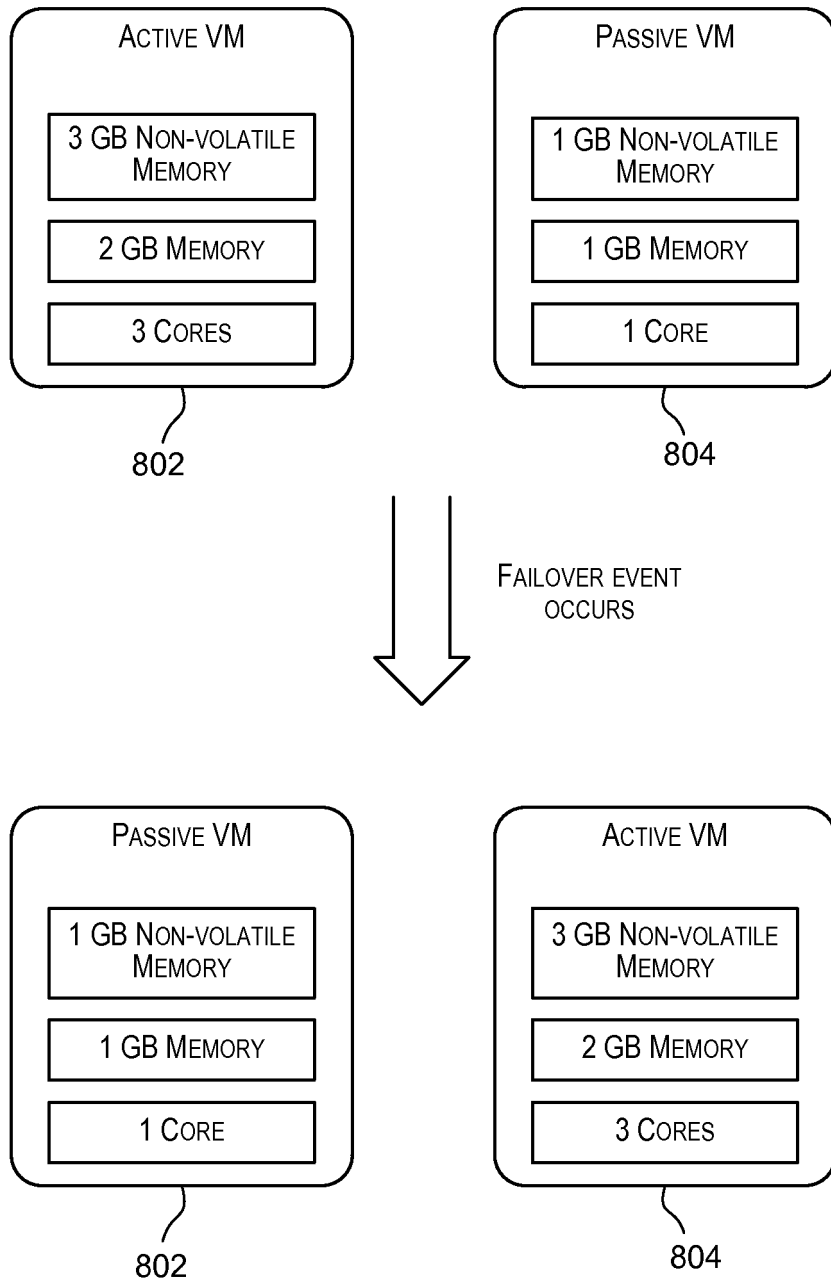 ACTIVE VM
3 GB NON-VOLATILE
MEMORY
2 GB MEMORY
3 CORES
802
PASSIVE VM
1 GB NON-VOLATILE
MEMORY
1 GB MEMORY
1 CORE
804
FAILOVER EVENT
OCCURS
PASSIVE VM
1 GB NON-VOLATILE
MEMORY
1 GB MEMORY
1 CORE
802
ACTIVE VM
3 GB NON-VOLATILE
MEMORY
2 GB MEMORY
3 CORES
804